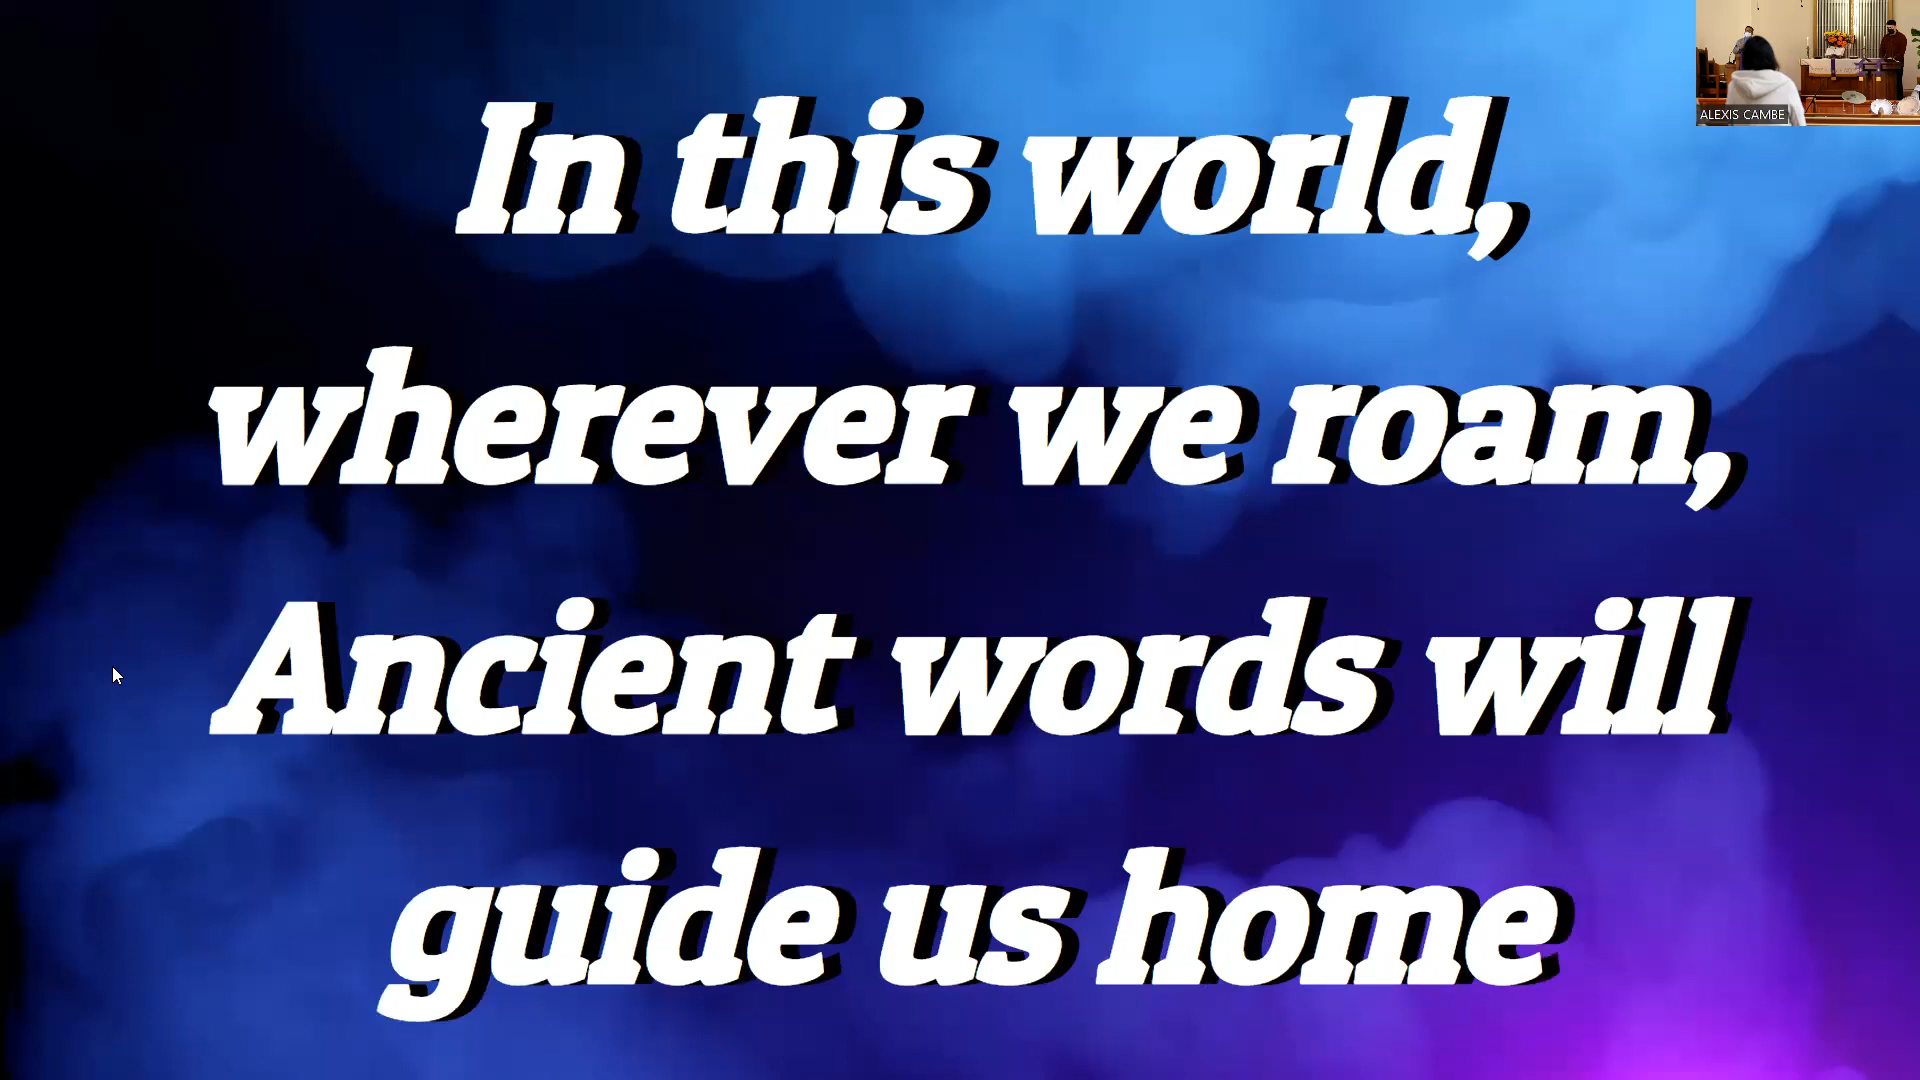 In this world,
wherever we roam,
Ancient words will
guide us home
ALEXIS CAMBE